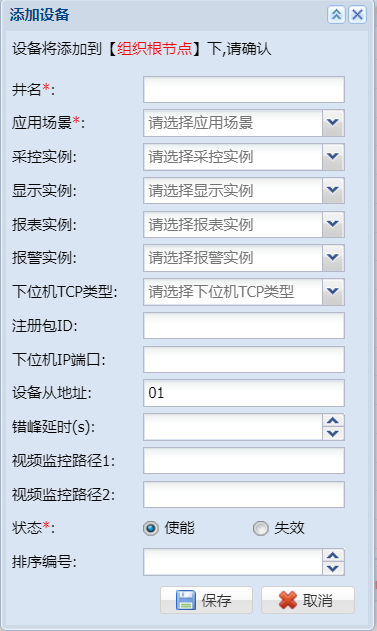 添加设备
设备将添加到【组织根节点】下,请确认
井名*:
应用场景*: 请选择应用场景
采控实例: 请选择采控实例
显示实例: 请选择显示实例
报表实例: 请选择报表实例
报警实例: 请选择报警实例
下位机TCP类型: 请选择下位机TCP类型
注册包ID:
下位机IP端口:
设备从地址: 01
错峰延时(s):
视频监控路径1:
视频监控路径2:
状态*: 使能 失效
排序编号:
保存 取消